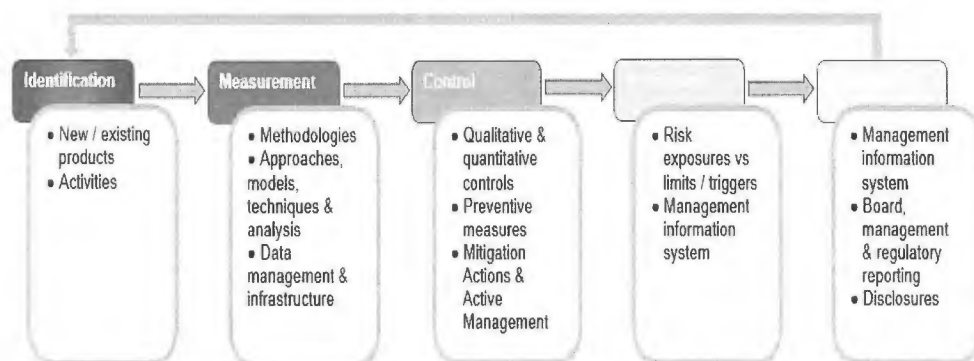 Identification
Measurement
Control
• New / existing
products
• Activities
• Methodologies
• Approaches,
models,
techniques &
analysis
• Data
management &
infrastructure
• Qualitative &
quantitative
controls
• Preventive
measures
• Mitigation
Actions &
Active
Management
• Risk
exposures vs
limits / triggers
• Management
information
system
• Management
information
system
• Board,
management
& regulatory
reporting
• Disclosures